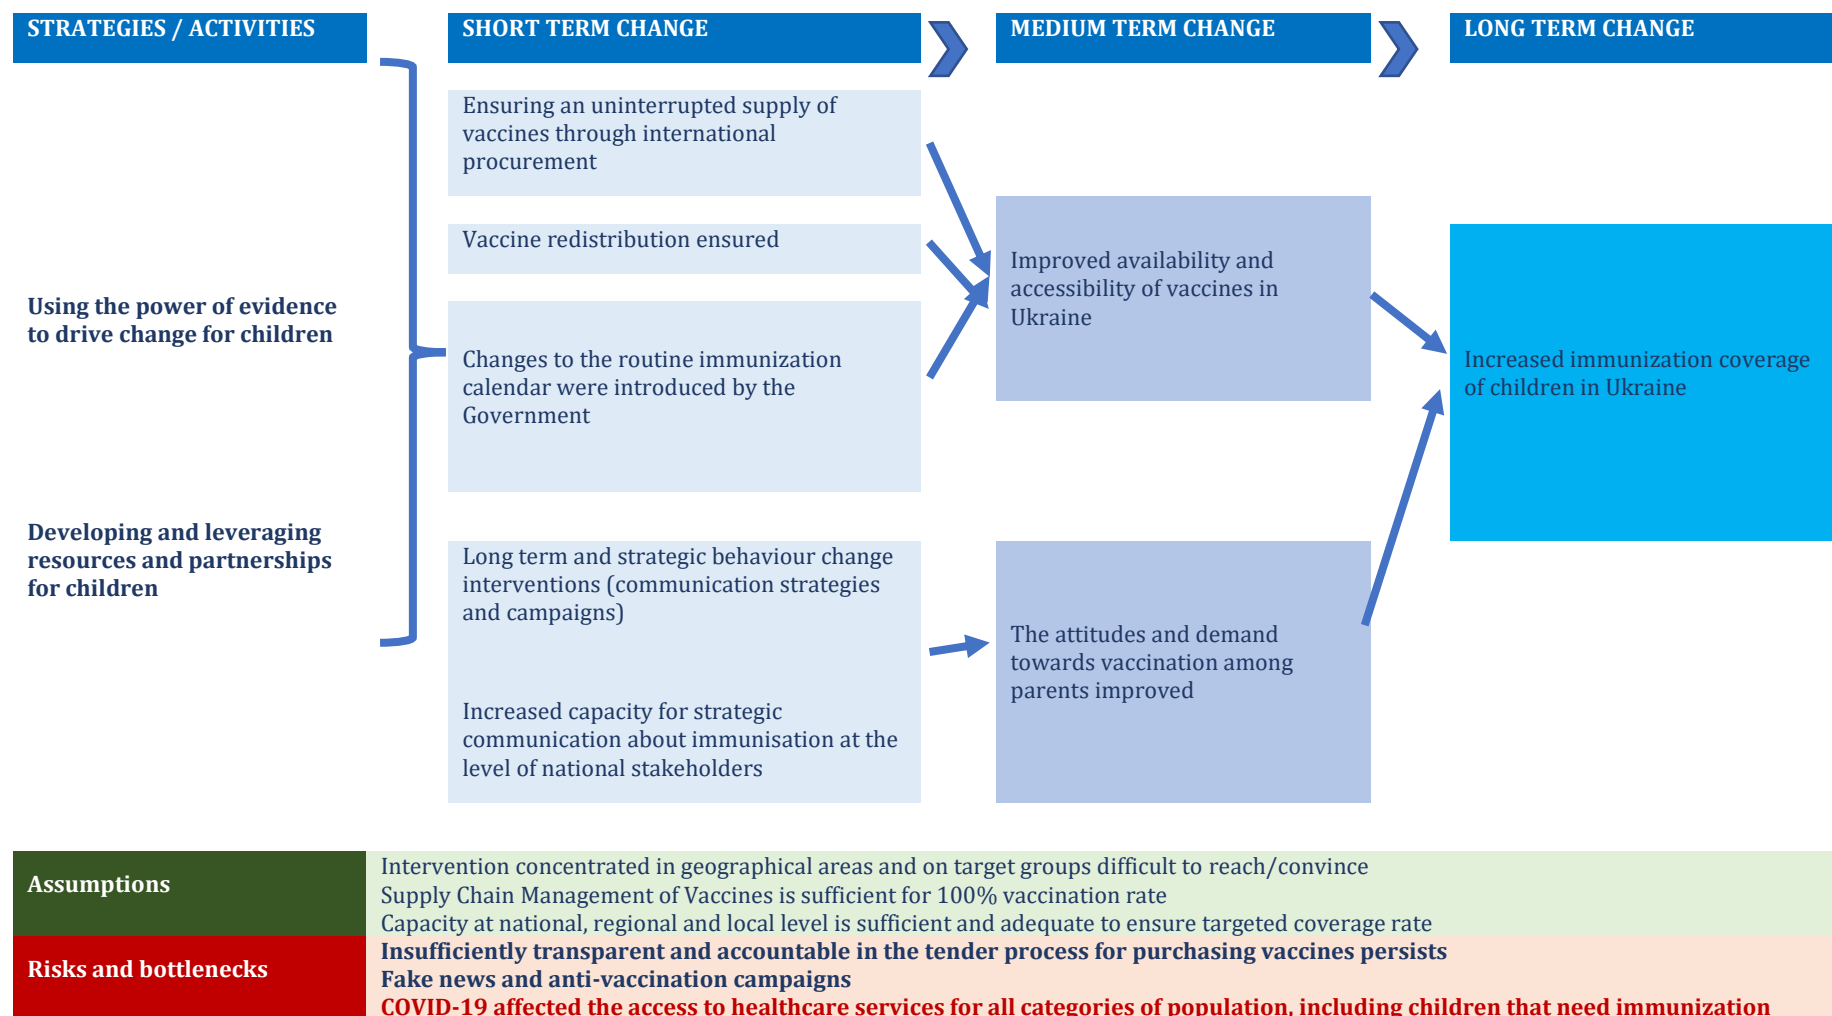 STRATEGIES / ACTIVITIES
SHORT TERM CHANGE
MEDIUM TERM CHANGE
LONG TERM CHANGE
Using the power of evidence
to drive change for children
Developing and leveraging
resources and partnerships
for children
Ensuring an uninterrupted supply of
vaccines through international
procurement
Vaccine redistribution ensured
Changes to the routine immunization
calendar were introduced by the
Government
Long term and strategic behaviour change
interventions (communication strategies
and campaigns)
Increased capacity for strategic
communication about immunisation at the
level of national stakeholders
Improved availability and
accessibility of vaccines in
Ukraine
The attitudes and demand
towards vaccination among
parents improved
Increased immunization coverage
of children in Ukraine
Assumptions
Intervention concentrated in geographical areas and on target groups difficult to reach/convince
Supply Chain Management of Vaccines is sufficient for 100% vaccination rate
Capacity at national, regional and local level is sufficient and adequate to ensure targeted coverage rate
Risks and bottlenecks
Insufficiently transparent and accountable in the tender process for purchasing vaccines persists
Fake news and anti-vaccination campaigns
COVID-19 affected the access to healthcare services for all categories of population, including children that need immunization